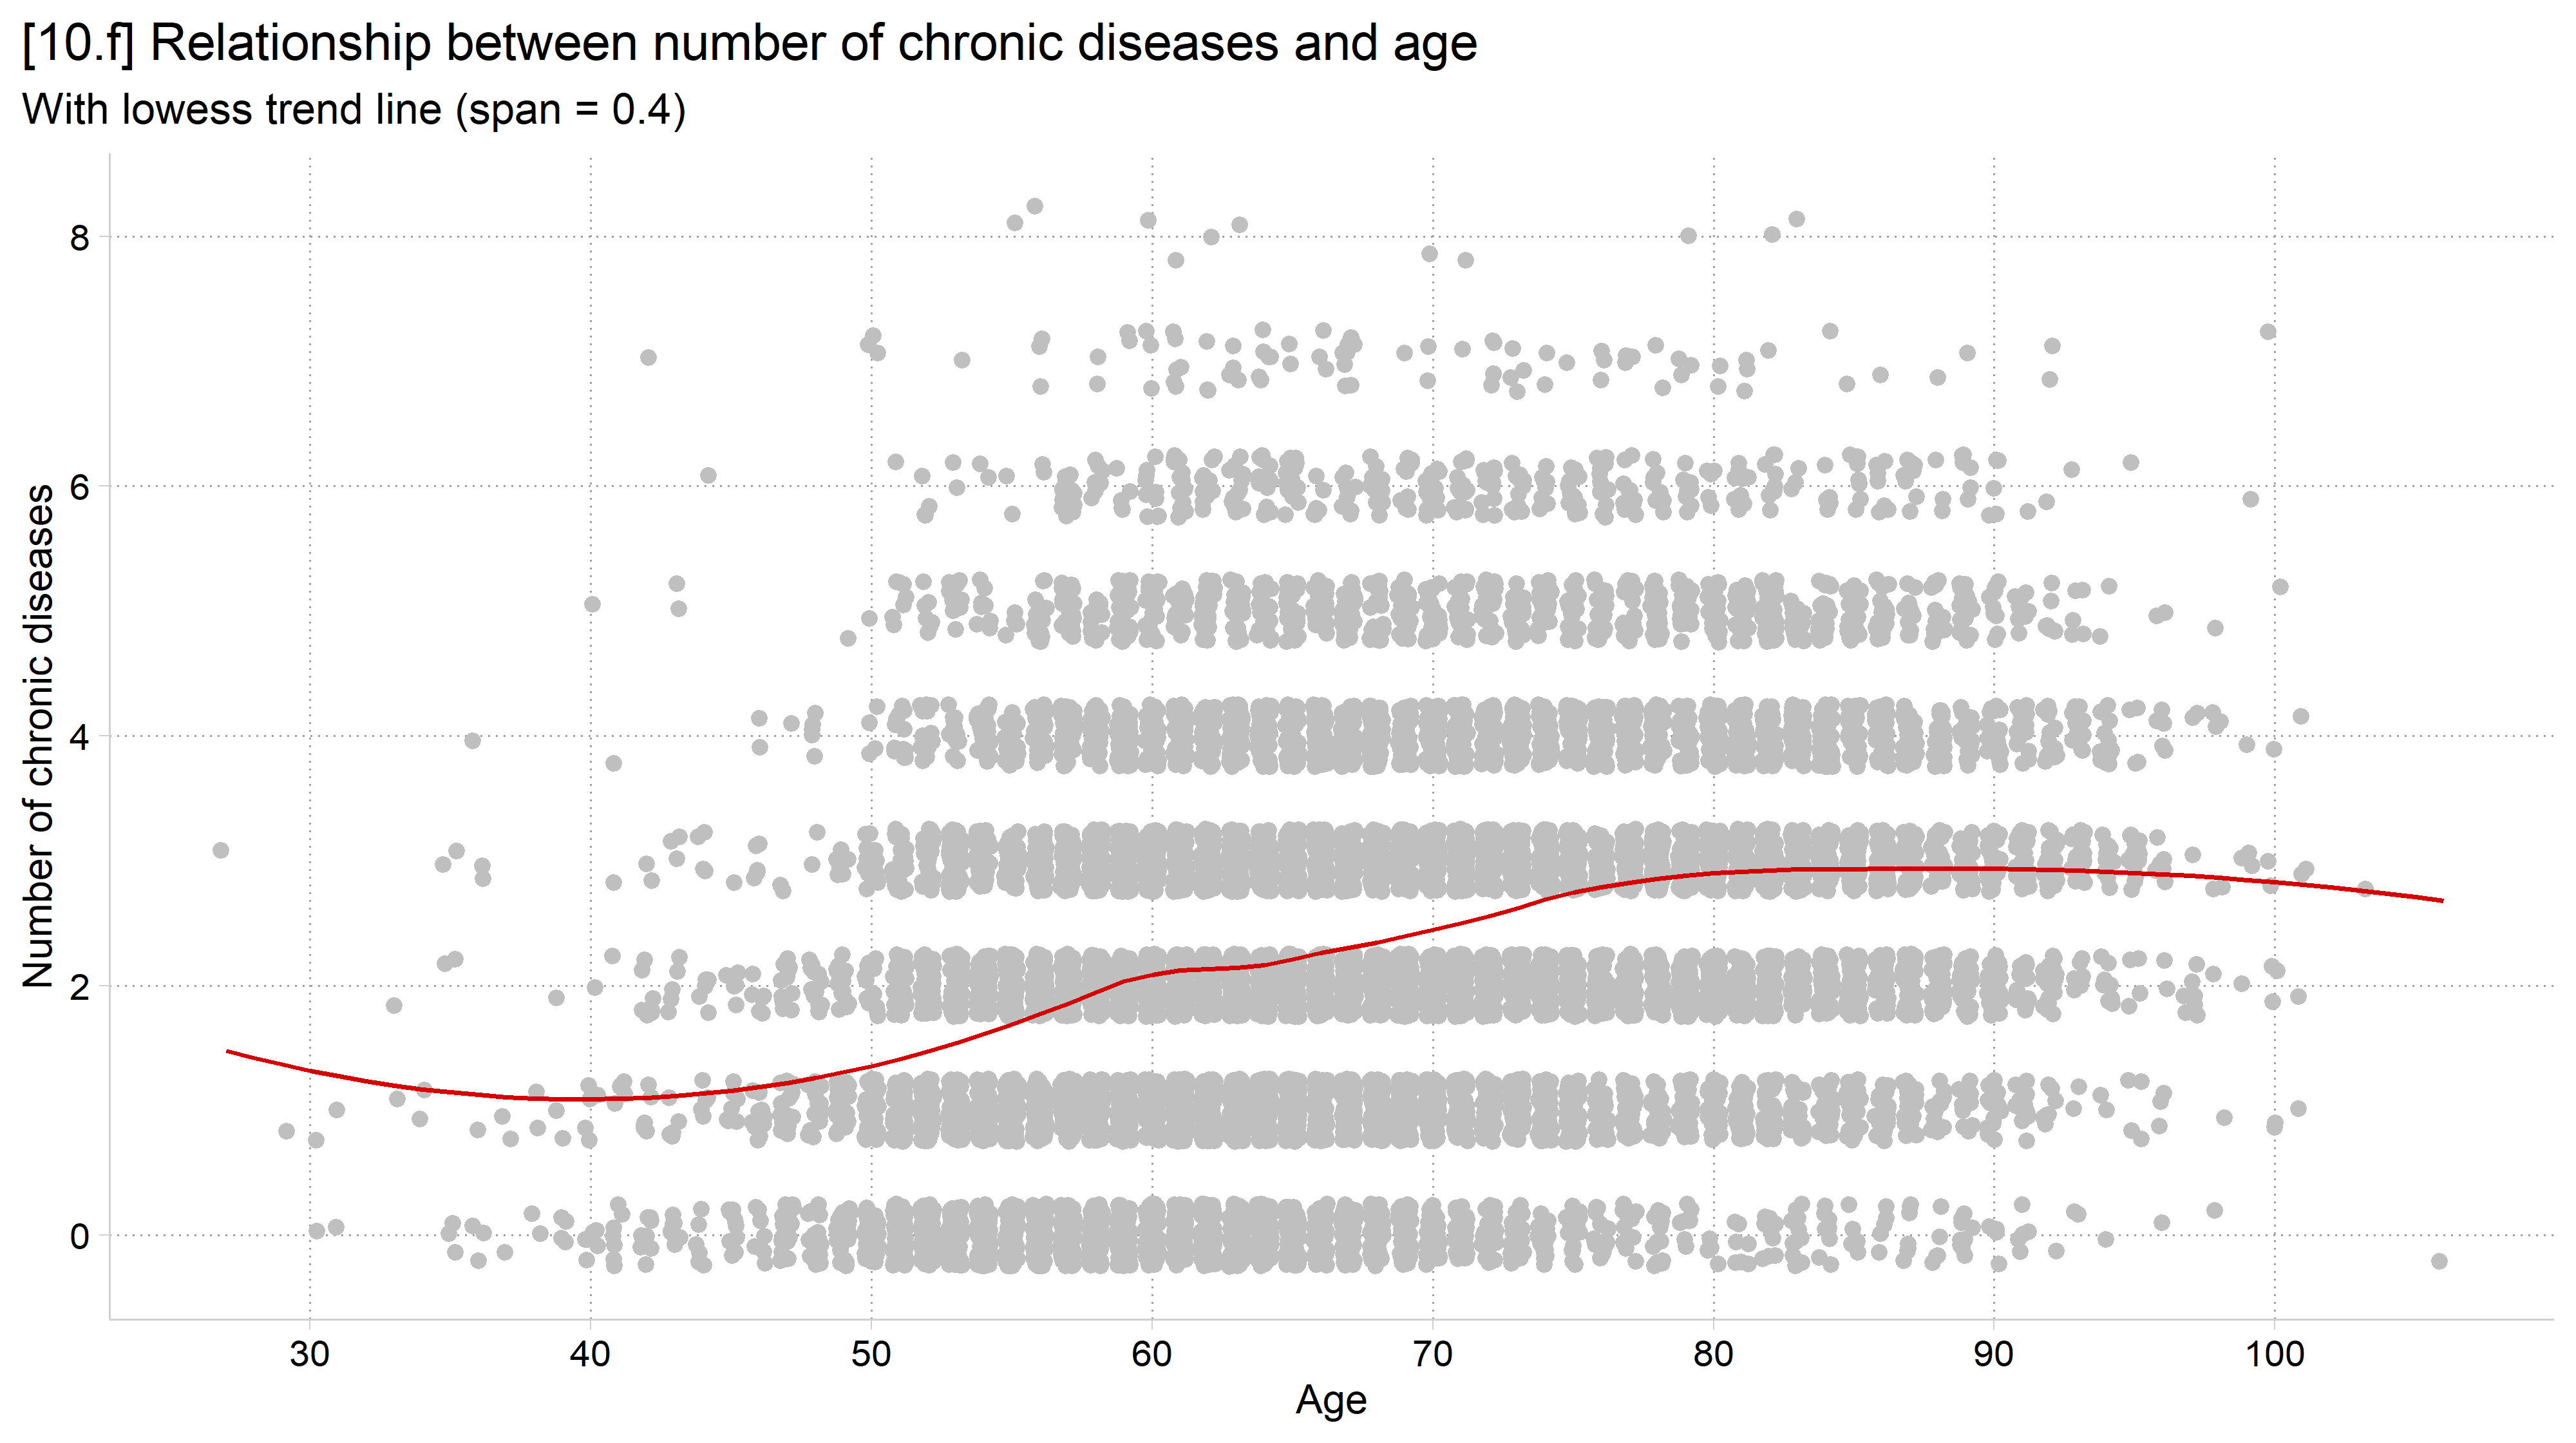 [10.f] Relationship between number of chronic diseases and age
With lowess trend line (span = 0.4)
Number of chronic diseases
8
6
4
2
0
30 40 50 60 70 80 90 100
Age